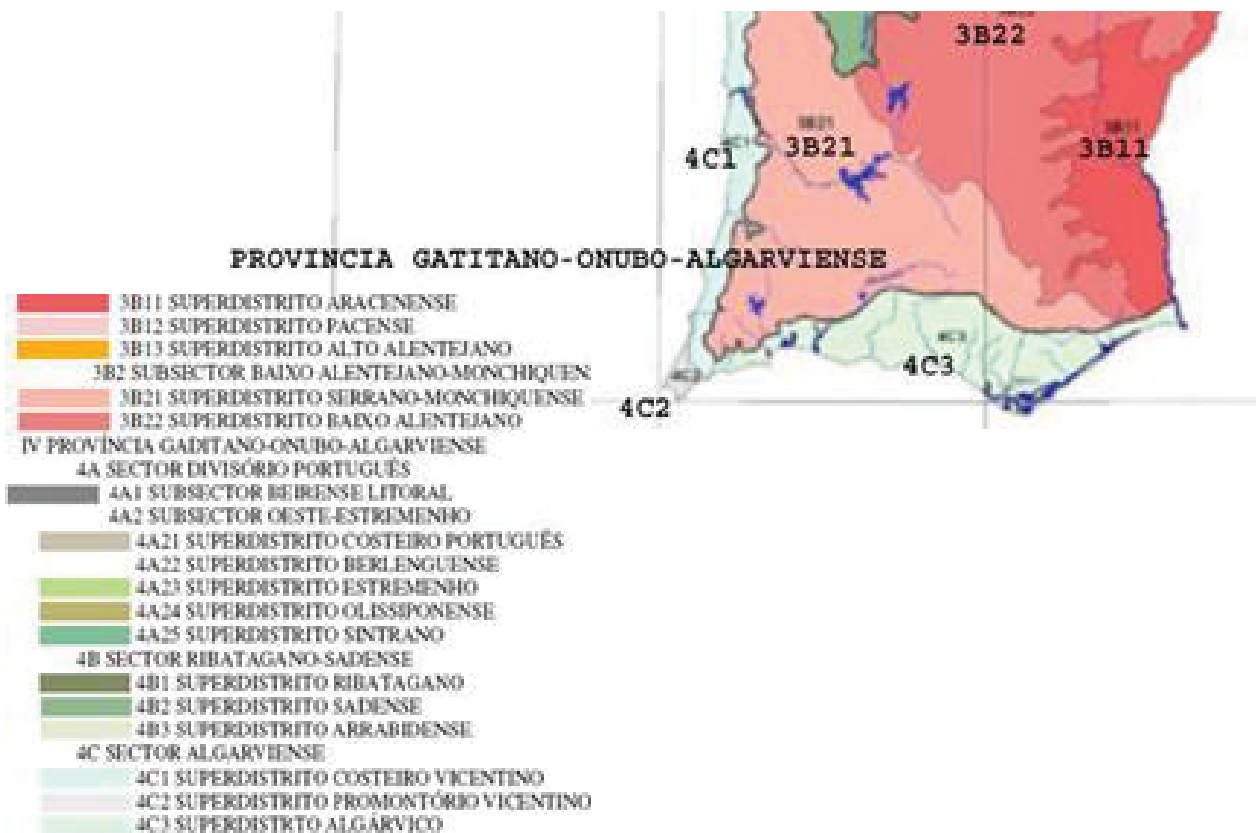 3B22
3B21
3B21
3B11
3B11
4C1
4C1
PROVINCIA GATITANO-ONUBO-ALGARVIENSE
4C3
4C3
4C2
3B11 SUPERDISTRITO ARACENENSE
3B12 SUPERDISTRITO PACENSE
3B13 SUPERDISTRITO ALTO ALENTEJANO
3B2 SUBSECTOR BAIXO ALENTEJANO-MONCHIQUEN
3B21 SUPERDISTRITO SERRANO-MONCHIQUENSE
3B22 SUPERDISTRITO BAIXO ALENTEJANO
IV PROVÍNCIA GADITANO-ONUBO-ALGARVIENSE
4A SECTOR DIVISÓRIO PORTUGUÊS
4A1 SUBSECTOR BEIRENSE LITORAL
4A2 SUBSECTOR OESTE-ESTREMENHO
4A21 SUPERDISTRITO COSTEIRO PORTUGUÊS
4A22 SUPERDISTRITO BERLENGUENSE
4A23 SUPERDISTRITO ESTREMENHO
4A24 SUPERDISTRITO OLISSIPONENSE
4A25 SUPERDISTRITO SINTRANO
4B SECTOR RIBATAGANO-SADENSE
4B1 SUPERDISTRITO RIBATAGANO
4B2 SUPERDISTRITO SADENSE
4B3 SUPERDISTRITO ARRABIDENSE
4C SECTOR ALGARVIENSE
4C1 SUPERDISTRITO COSTEIRO VICENTINO
4C2 SUPERDISTRITO PROMONTÓRIO VICENTINO
4C3 SUPERDISTRTO ALGÁRVICO